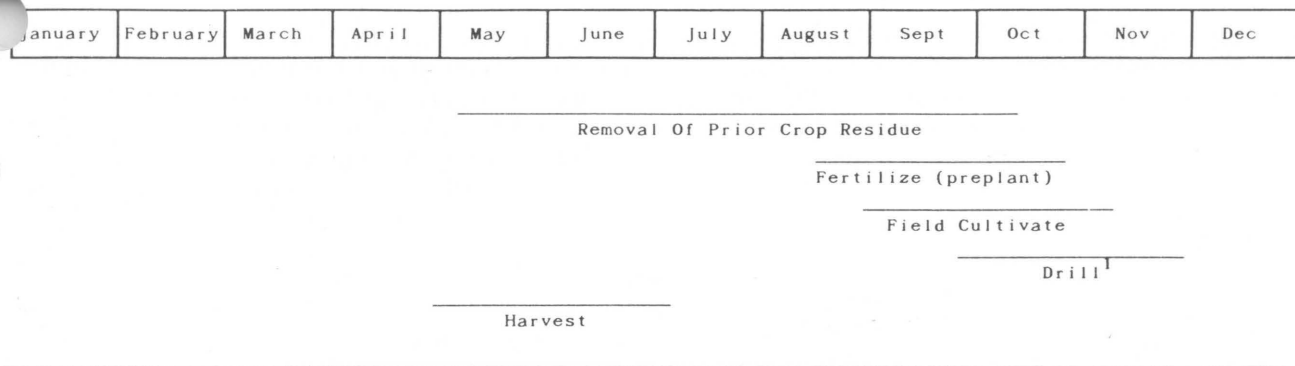 anuary February March April May June July August Sept Oct Nov Dec
Removal Of Prior Crop Residue
Fertilize (preplant)
Field Cultivate
Drill1
Harvest